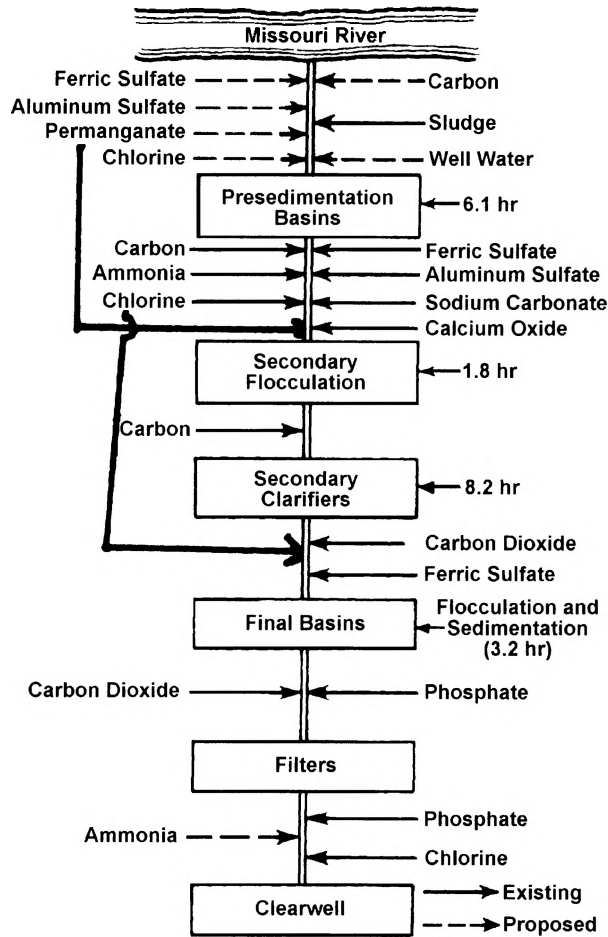 Missouri River
Ferric Sulfate
Carbon
Aluminum Sulfate
Sludge
Permanganate
Chlorine
Well Water
Presedimentation
Basins
6.1 hr
Carbon
Ferric Sulfate
Ammonia
Aluminum Sulfate
Chlorine
Sodium Carbonate
Calcium Oxide
Secondary
Flocculation
1.8 hr
Carbon
Secondary
Clarifiers
8.2 hr
Carbon Dioxide
Ferric Sulfate
Final Basins
Flocculation and
Sedimentation
(3.2 hr)
Carbon Dioxide
Phosphate
Filters
Phosphate
Ammonia
Chlorine
Clearwell
Existing
Proposed